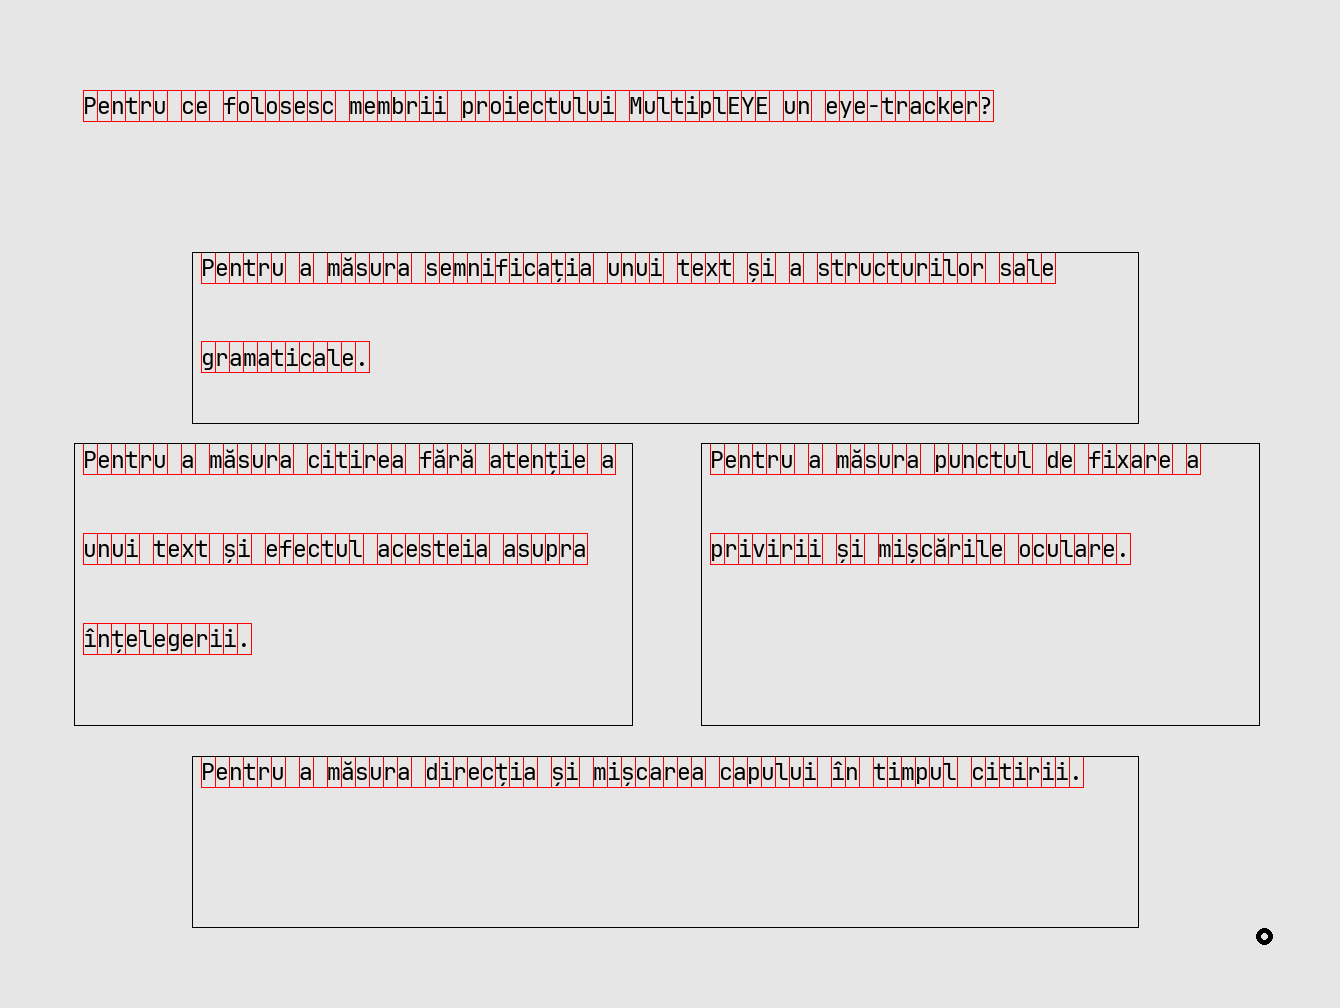 Pentru ce folosesc membrii proiectului MultiplEYE un eye-tracker?
Pentru a măsura semnificația unui text și a structurilor sale
gramaticale.
Pentru a măsura citirea fără atenție a
unui text și efectul acesteia asupra
înțelegerii.
Pentru a măsura punctul de fixare a
privirii și mișcările oculare.
Pentru a măsura direcția și mișcarea capului în timpul citirii.